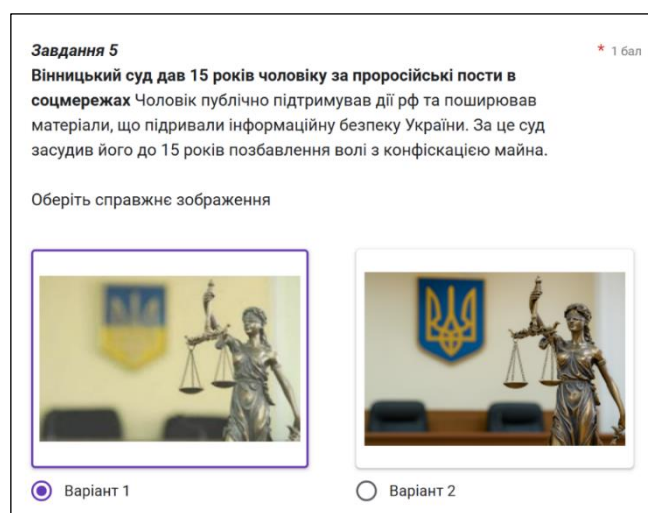 Завдання 5
* 1 бал
Вінницький суд дав 15 років чоловіку за проросійські пости в
соцмережах Чоловік публічно підтримував дії рф та поширював
матеріали, що підривали інформаційну безпеку України. За це суд
засудив його до 15 років позбавлення волі з конфіскацією майна.
Оберіть справжнє зображення
Варіант 1
Варіант 2